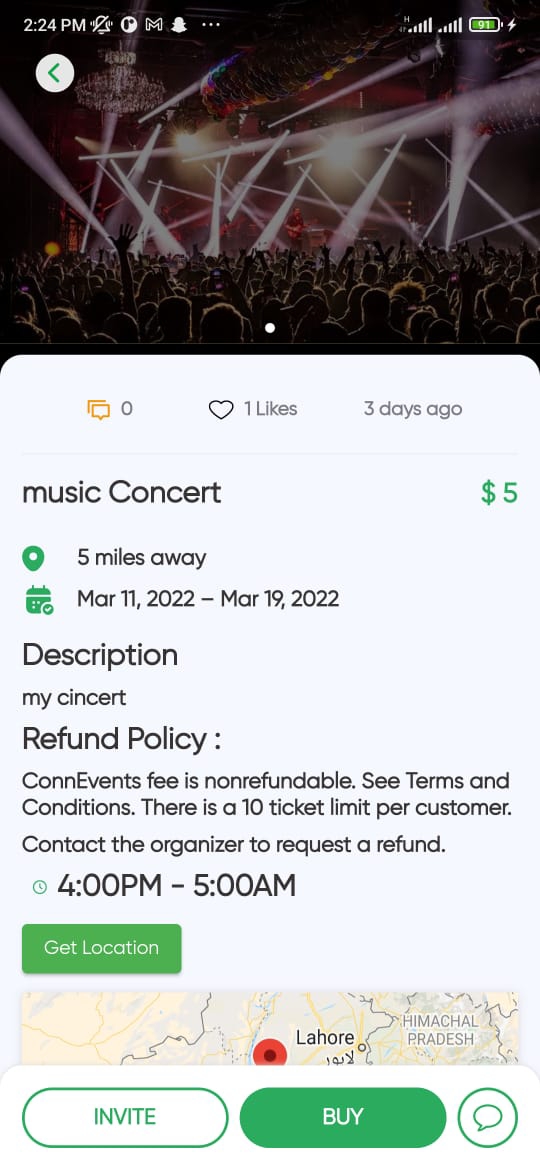 2:24 PM
H
91
0
1 Likes
3 days ago
music Concert
$ 5
5 miles away
Mar 11, 2022 – Mar 19, 2022
Description
my cincert
Refund Policy :
ConnEvents fee is nonrefundable. See Terms and
Conditions. There is a 10 ticket limit per customer.
Contact the organizer to request a refund.
4:00PM - 5:00AM
Get Location
Lahore
لاہور
HIMACHAL
PRADESH
INVITE
BUY